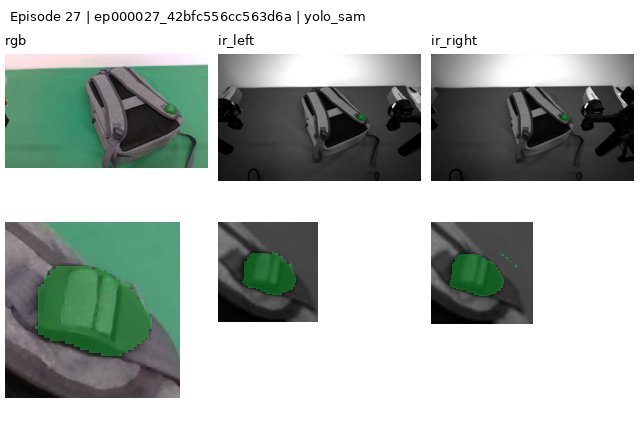 Episode 27 | ep000027_42bfc556cc563d6a | yolo_sam
rgb
ir_left
ir_right